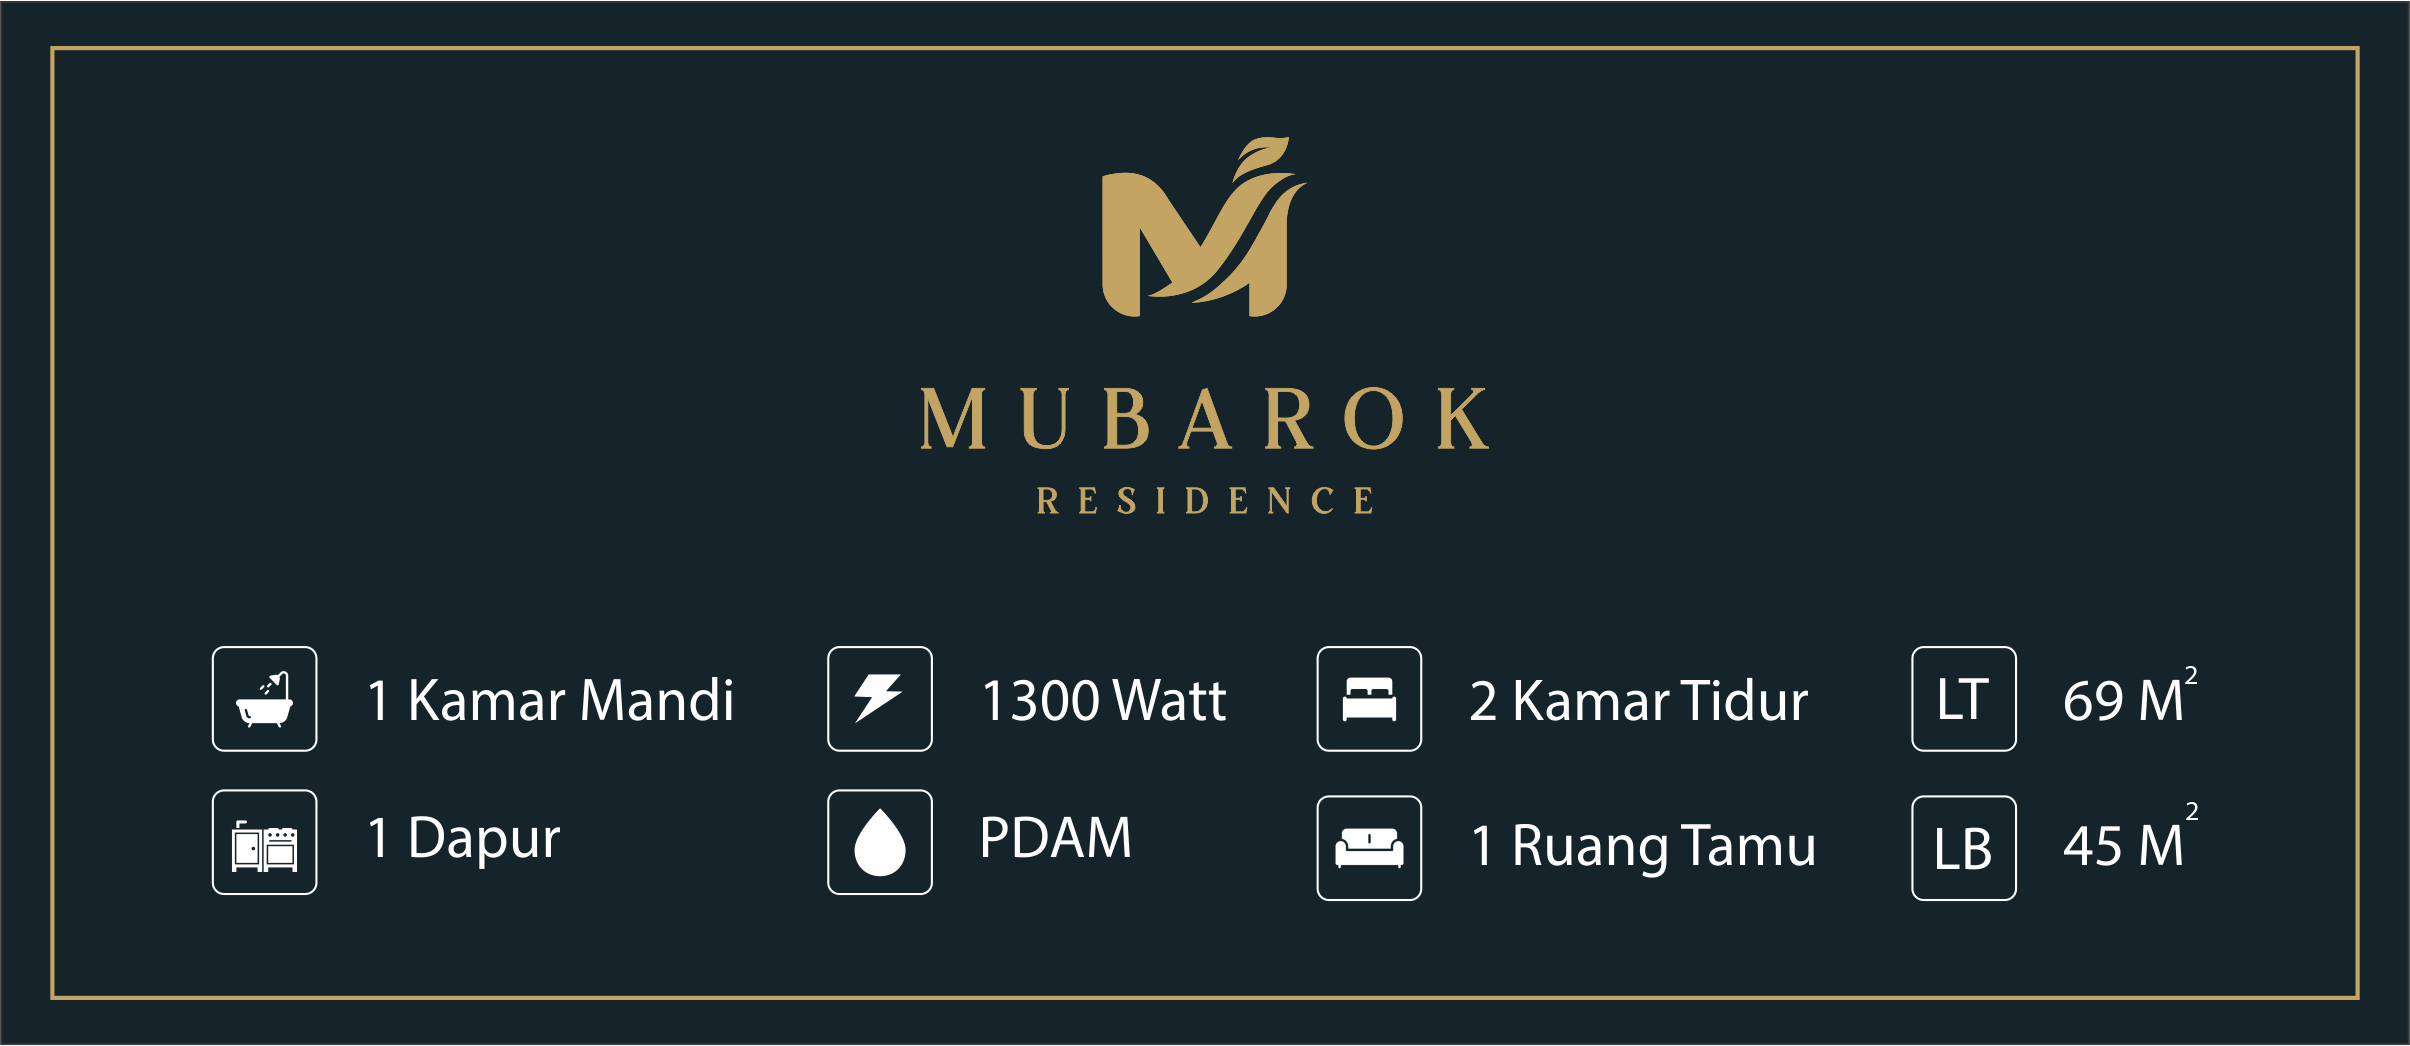 MUBAROK
RESIDENCE
1 Kamar Mandi
1300 Watt
2 Kamar Tidur
LT
69 M²
1 Dapur
PDAM
1 Ruang Tamu
LB
45 M²